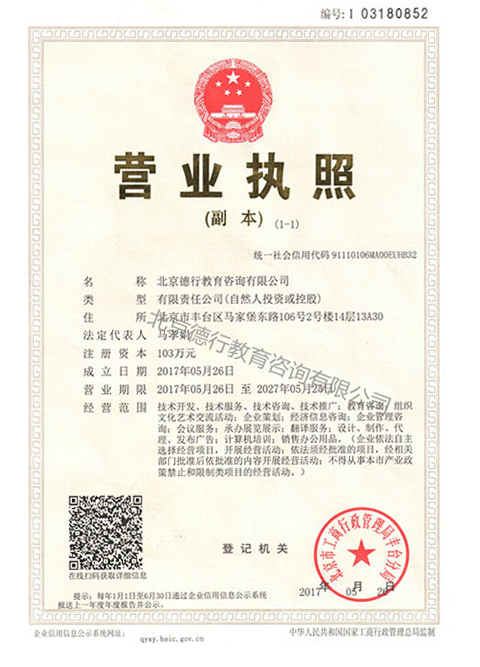 编号:1 03180852
营业执照
(副 本) (1-1)
统一社会信用代码 91110106MA00EUHB32
名 称 北京德行教育咨询有限公司
类 型 有限责任公司(自然人投资或控股)
住 所 北京市丰台区马家堡东路106号2号楼14层13A30
法定代表人 马孝娟
注册资本 103万元
成立日期 2017年05月26日
营业期限 2017年05月26日 至 2027年05月25日
经营范围 技术开发、技术服务、技术咨询、技术推广；教育咨询；组织
文化艺术交流活动；企业策划；经济信息咨询；企业管理咨
询；会议服务；承办展览展示；翻译服务；设计、制作、代
理、发布广告；计算机培训；销售办公用品。（企业依法自主
选择经营项目，开展经营活动；依法须经批准的项目，经相关
部门批准后依批准的内容开展经营活动；不得从事本市产业政
策禁止和限制类项目的经营活动。）
北京德行教育咨询有限公司
在线扫码获取详细信息
登记机关
北京市工商行政管理局丰台分局
2017年 05月 26日
提示：每年1月1日至6月30日通过企业信用信息公示系统
报送上一年度年度报告并公示。
企业信用信息公示系统网址： qyxy.baic.gov.cn
中华人民共和国国家工商行政管理总局监制